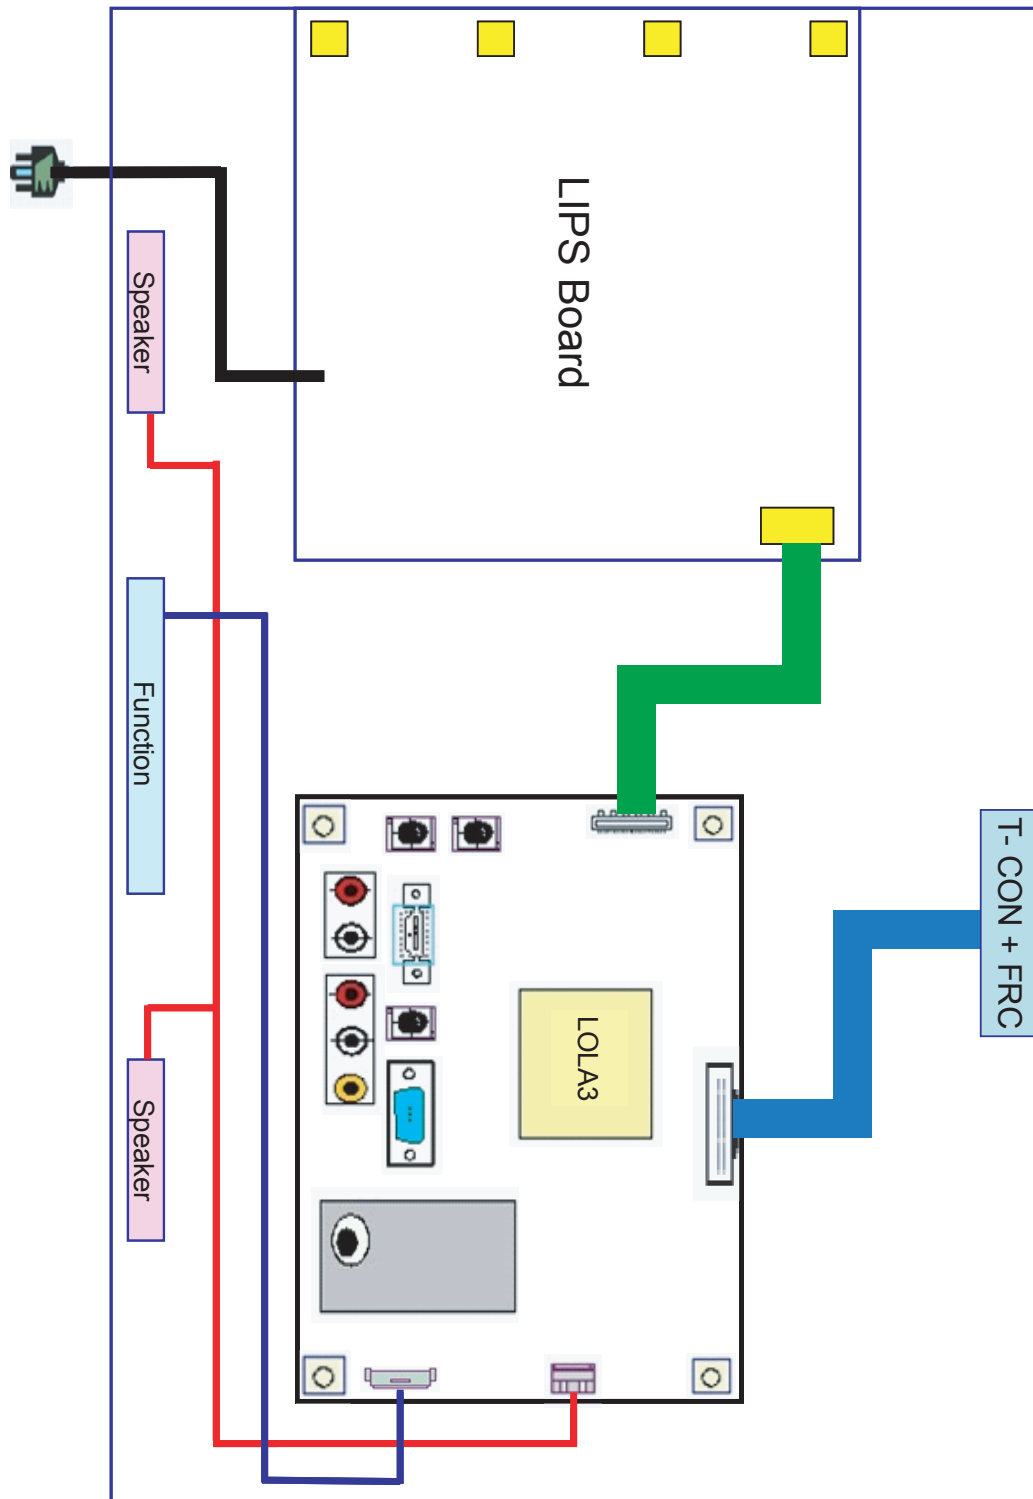 LIPS Board
Speaker
Function
T- CON + FRC
LOLA3
Speaker